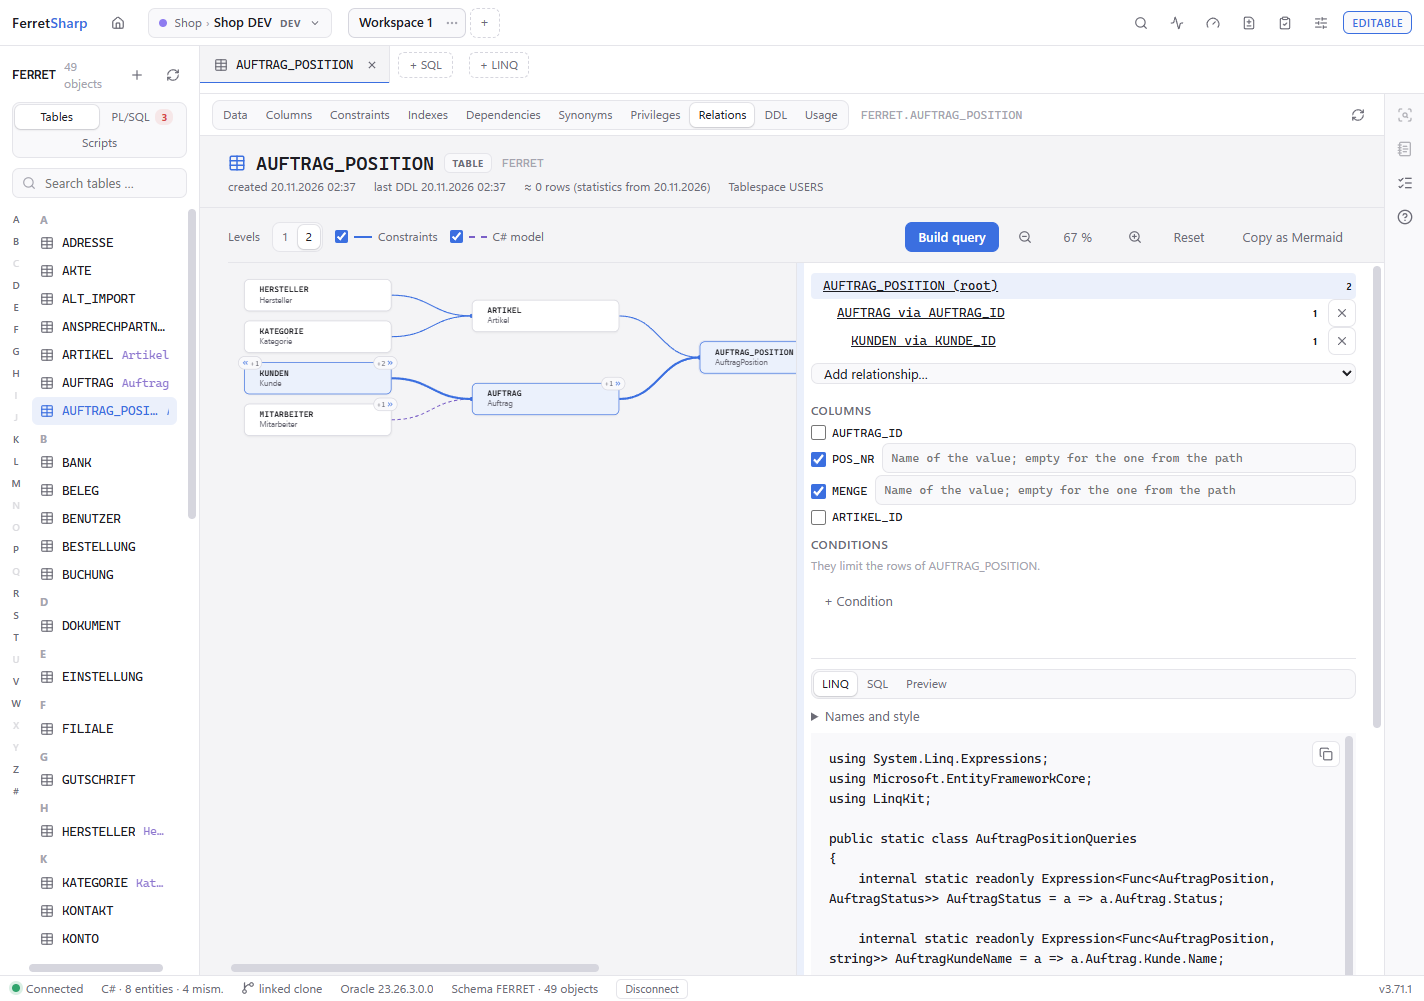 FerretSharp
Shop › Shop DEV DEV
Workspace 1 ···
+
EDITABLE
FERRET 49 objects
Tables
PL/SQL 3
Scripts
Search tables ...
A
B
C
D
E
F
G
H
I
J
K
L
M
N
O
P
Q
R
S
T
U
V
W
X
Y
Z
#
A
ADRESSE
AKTE
ALT_IMPORT
ANSPRECHPARTN...
ARTIKEL Artikel
AUFTRAG Auftrag
AUFTRAG_POSI...
B
BANK
BELEG
BENUTZER
BESTELLUNG
BUCHUNG
D
DOKUMENT
E
EINSTELLUNG
F
FILIALE
G
GUTSCHRIFT
H
HERSTELLER He...
K
KATEGORIE Kat...
KONTAKT
KONTO
AUFTRAG_POSITION ×
+ SQL
+ LINQ
Data Columns Constraints Indexes Dependencies Synonyms Privileges Relations DDL Usage FERRET.AUFTRAG_POSITION
AUFTRAG_POSITION TABLE FERRET
created 20.11.2026 02:37 last DDL 20.11.2026 02:37 ≈ 0 rows (statistics from 20.11.2026) Tablespace USERS
Levels 1 2 Constraints C# model
Build query 67 % Reset Copy as Mermaid
HERSTELLER
Hersteller
KATEGORIE
Kategorie
« +1 +2 »
KUNDEN
Kunde
+1 »
MITARBEITER
Mitarbeiter
ARTIKEL
Artikel
+1 »
AUFTRAG
Auftrag
AUFTRAG_POSITION
AuftragPosition
AUFTRAG_POSITION (root) 2
AUFTRAG via AUFTRAG_ID 1 ×
KUNDEN via KUNDE_ID 1 ×
Add relationship...
COLUMNS
AUFTRAG_ID
POS_NR Name of the value; empty for the one from the path
MENGE Name of the value; empty for the one from the path
ARTIKEL_ID
CONDITIONS
They limit the rows of AUFTRAG_POSITION.
+ Condition
LINQ SQL Preview
Names and style
using System.Linq.Expressions;
using Microsoft.EntityFrameworkCore;
using LinqKit;
public static class AuftragPositionQueries
{
internal static readonly Expression<Func<AuftragPosition,
AuftragStatus>> AuftragStatus = a => a.Auftrag.Status;
internal static readonly Expression<Func<AuftragPosition,
string>> AuftragKundeName = a => a.Auftrag.Kunde.Name;
Connected C# · 8 entities · 4 mism. linked clone Oracle 23.26.3.0.0 Schema FERRET · 49 objects Disconnect v3.71.1